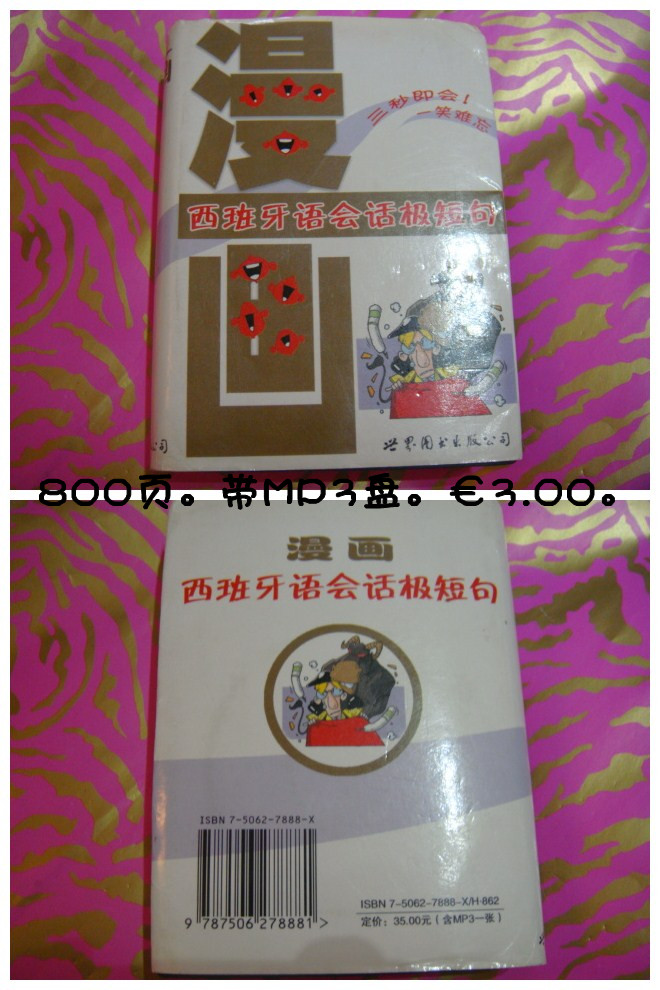 漫
三秒即会！
一笑难忘
西班牙语会话极短句
画
世界图书出版公司
公司
800页。带MP3盘。€3.00。
漫画
西班牙语会话极短句
ISBN 7-5062-7888-X
9 787506 278881 >
ISBN 7-5062-7888-X/H·862
定价：35.00元（含MP3一张）